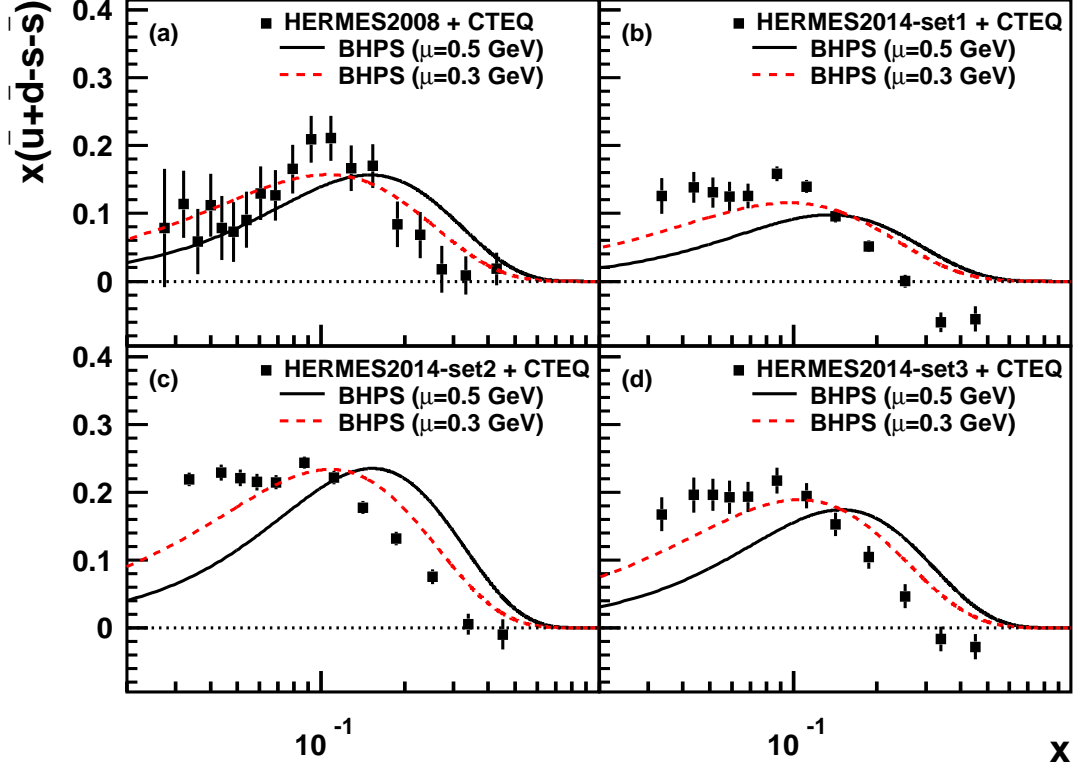 x(ū+d̄-s-s̄)
(a)
HERMES2008 + CTEQ
BHPS (μ=0.5 GeV)
BHPS (μ=0.3 GeV)
0.4
0.3
0.2
0.1
0
(b)
HERMES2014-set1 + CTEQ
BHPS (μ=0.5 GeV)
BHPS (μ=0.3 GeV)
(c)
HERMES2014-set2 + CTEQ
BHPS (μ=0.5 GeV)
BHPS (μ=0.3 GeV)
0.4
0.3
0.2
0.1
0
(d)
HERMES2014-set3 + CTEQ
BHPS (μ=0.5 GeV)
BHPS (μ=0.3 GeV)
10⁻¹
10⁻¹
x